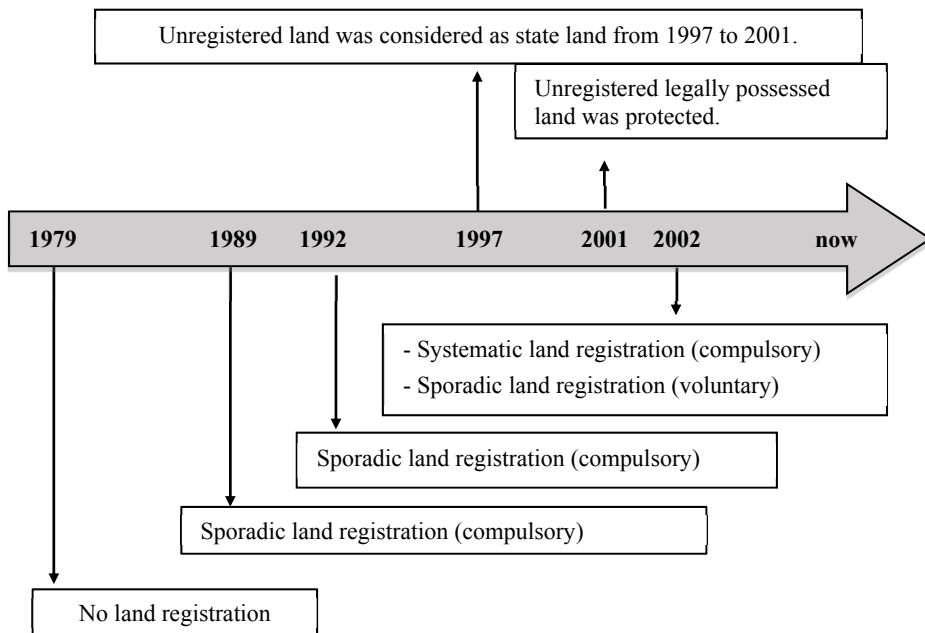 Unregistered land was considered as state land from 1997 to 2001.
Unregistered legally possessed
land was protected.
1979 1989 1992 1997 2001 2002 now
- Systematic land registration (compulsory)
- Sporadic land registration (voluntary)
Sporadic land registration (compulsory)
Sporadic land registration (compulsory)
No land registration